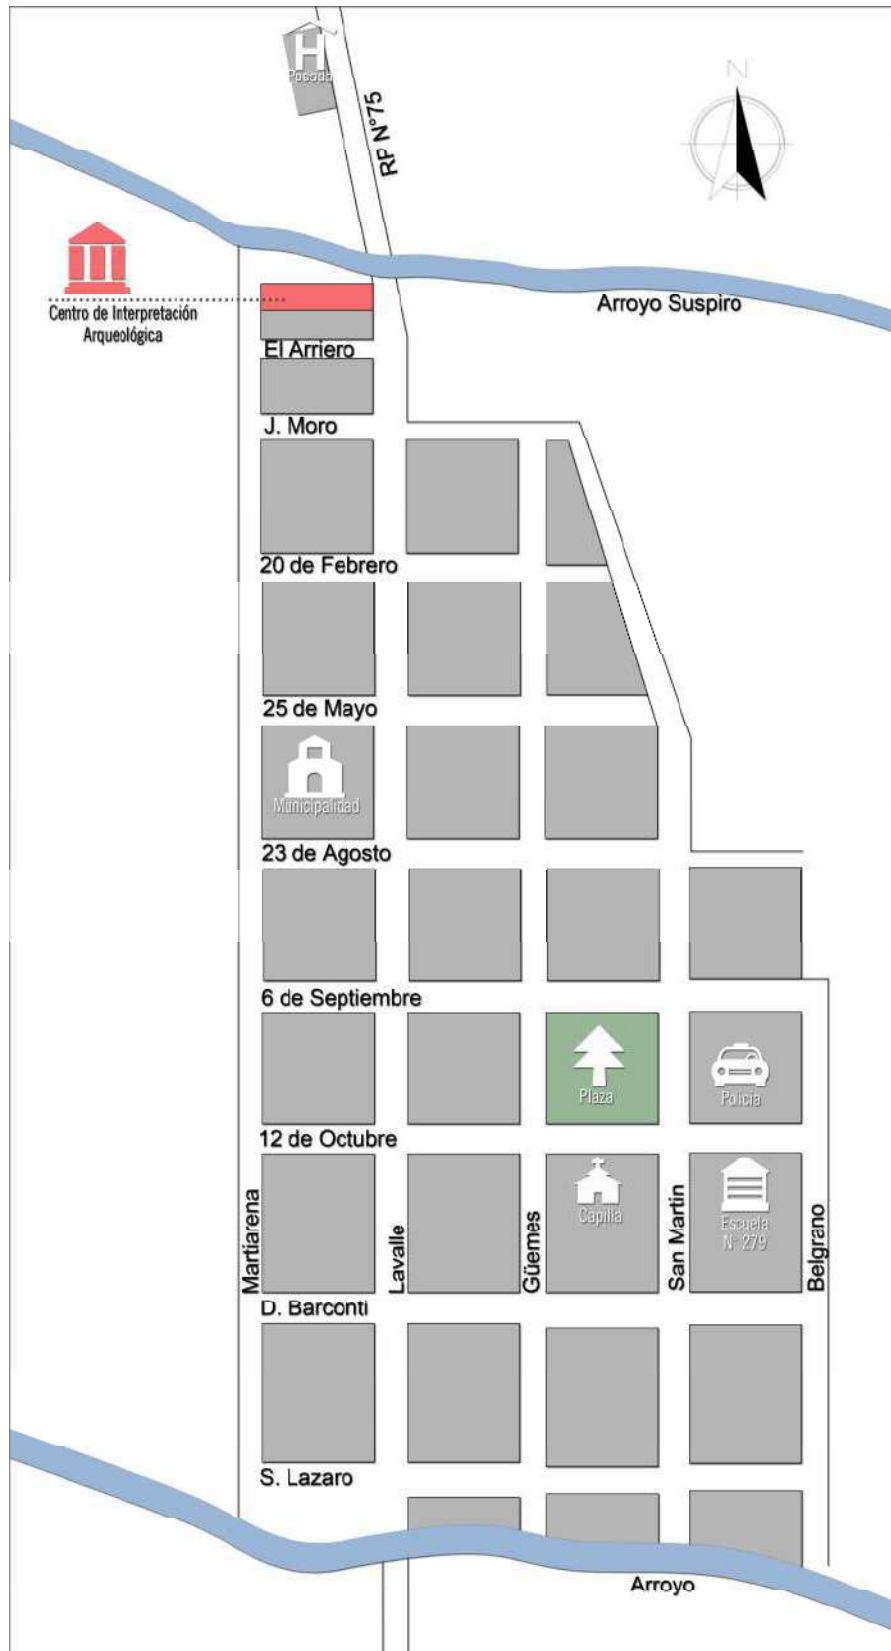 N
H
Posada
RP N°75
Arroyo Suspiro
Centro de Interpretación
Arqueológica
El Arriero
J. Moro
20 de Febrero
25 de Mayo
Municipalidad
23 de Agosto
6 de Septiembre
Plaza
Policía
12 de Octubre
Martiarena
Lavalle
Güemes
Capilla
San Martin
Escuela
N° 279
Belgrano
D. Barconti
S. Lazaro
Arroyo